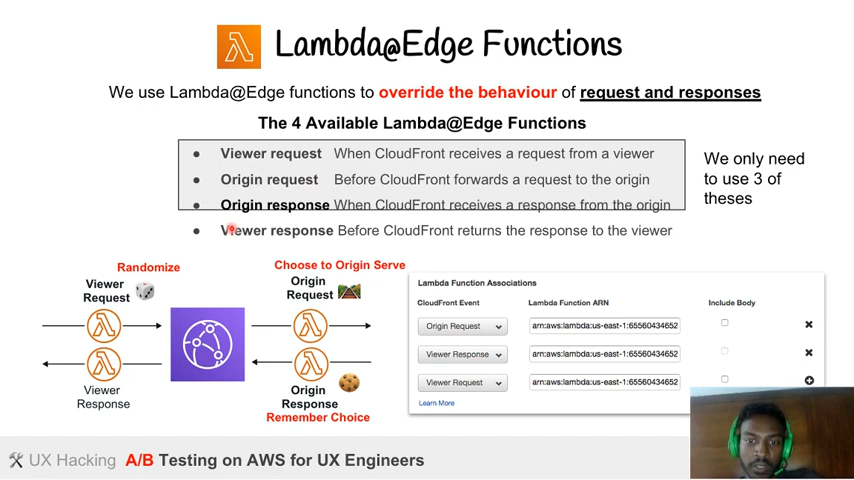 Lambda@Edge Functions
We use Lambda@Edge functions to override the behaviour of request and responses
The 4 Available Lambda@Edge Functions
● Viewer request When CloudFront receives a request from a viewer
● Origin request Before CloudFront forwards a request to the origin
● Origin response When CloudFront receives a response from the origin
● Viewer response Before CloudFront returns the response to the viewer
We only need
to use 3 of
theses
Randomize
Viewer
Request
Choose to Origin Serve
Origin
Request
Viewer
Response
Origin
Response
Remember Choice
Lambda Function Associations
CloudFront Event Lambda Function ARN Include Body
Origin Request arn:aws:lambda:us-east-1:65560434652
Viewer Response arn:aws:lambda:us-east-1:65560434652
Viewer Request arn:aws:lambda:us-east-1:65560434652
Learn More
UX Hacking A/B Testing on AWS for UX Engineers